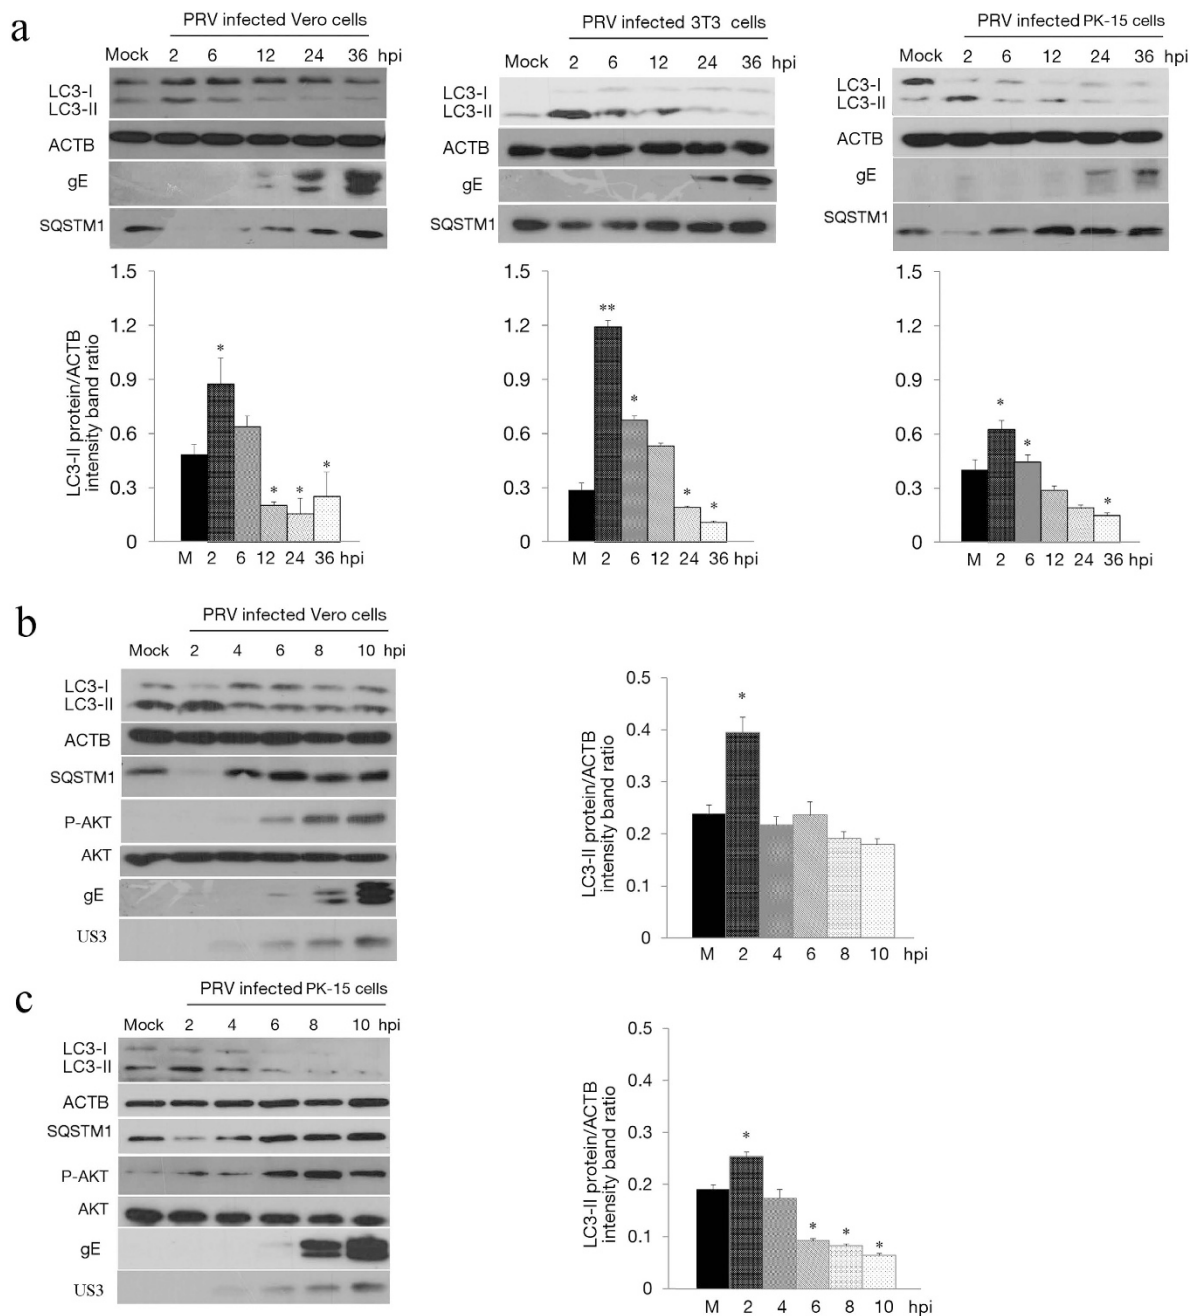 a
PRV infected Vero cells
Mock 2 6 12 24 36 hpi
LC3-I
LC3-II
ACTB
gE
SQSTM1
PRV infected 3T3 cells
Mock 2 6 12 24 36 hpi
LC3-I
LC3-II
ACTB
gE
SQSTM1
PRV infected PK-15 cells
Mock 2 6 12 24 36 hpi
LC3-I
LC3-II
ACTB
gE
SQSTM1
LC3-II protein/ACTB
intensity band ratio
1.5
1.2
0.9
0.6
0.3
0
*
*
*
*
M 2 6 12 24 36 hpi
1.5
1.2
0.9
0.6
0.3
0
**
*
*
*
M 2 6 12 24 36 hpi
1.5
1.2
0.9
0.6
0.3
0
*
*
*
M 2 6 12 24 36 hpi
b
PRV infected Vero cells
Mock 2 4 6 8 10 hpi
LC3-I
LC3-II
ACTB
SQSTM1
P-AKT
AKT
gE
US3
LC3-II protein/ACTB
intensity band ratio
0.5
0.4
0.3
0.2
0.1
0
*
M 2 4 6 8 10 hpi
c
PRV infected PK-15 cells
Mock 2 4 6 8 10 hpi
LC3-I
LC3-II
ACTB
SQSTM1
P-AKT
AKT
gE
US3
LC3-II protein/ACTB
intensity band ratio
0.5
0.4
0.3
0.2
0.1
0
*
*
*
*
M 2 4 6 8 10 hpi